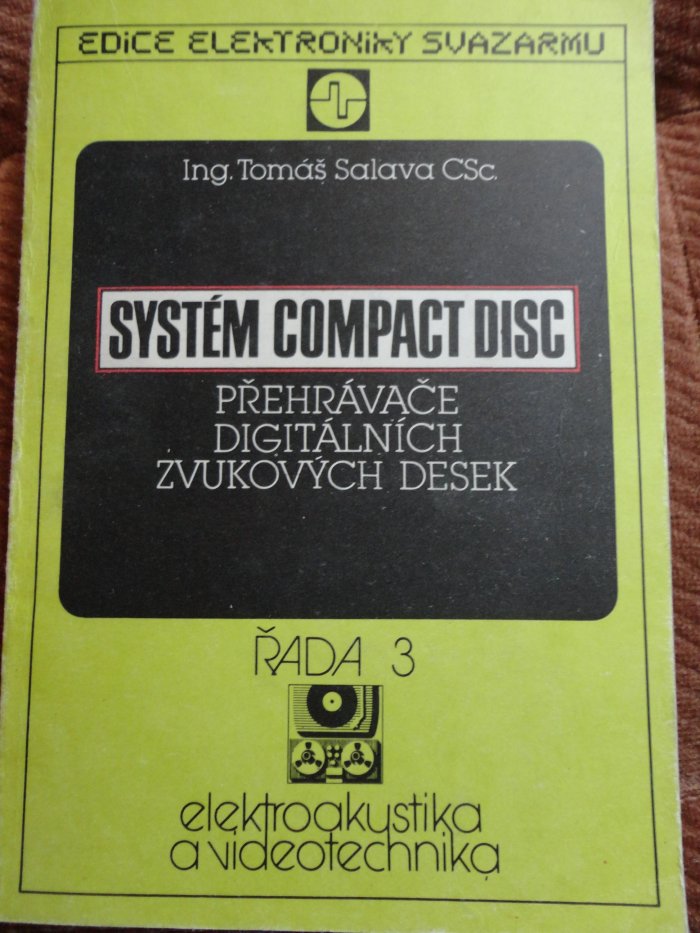 EDICE ELEKTRONIKY SVAZARMU
Ing. Tomáš Salava CSc.
SYSTÉM COMPACT DISC
PŘEHRÁVAČE
DIGITÁLNÍCH
ZVUKOVÝCH DESEK
ŘADA 3
elektroakustika
a videotechnika